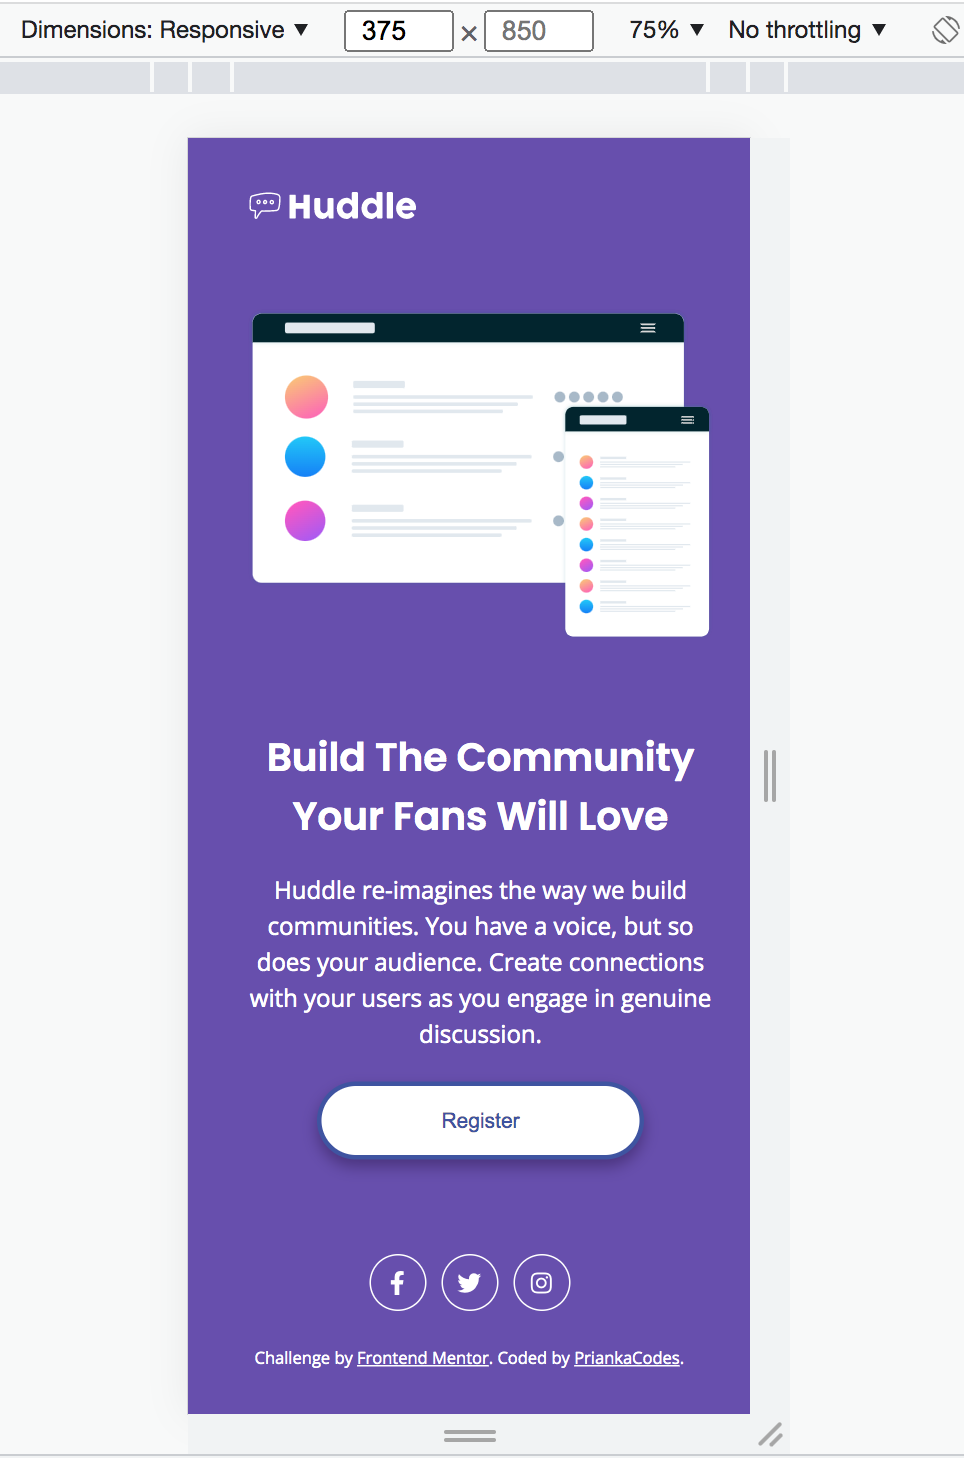 Dimensions: Responsive ▼ 375 × 850 75% ▼ No throttling ▼
Huddle
Build The Community
Your Fans Will Love
Huddle re-imagines the way we build
communities. You have a voice, but so
does your audience. Create connections
with your users as you engage in genuine
discussion.
Register
Challenge by Frontend Mentor. Coded by PriankaCodes.